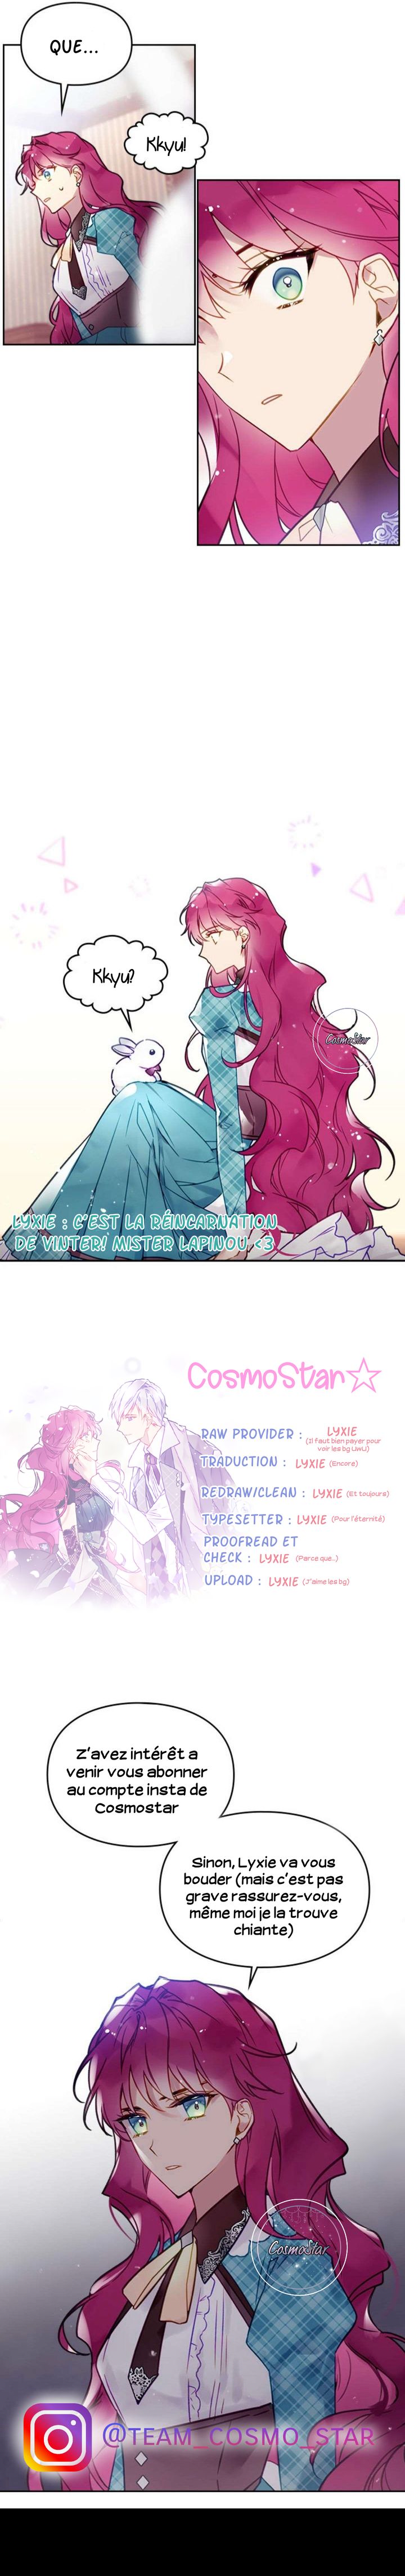 QUE...
Kkyu!
Kkyu?
CosmoStar
LYXIE : C'EST LA RÉINCARNATION
DE VINTER! MISTER LAPINOU <3
CosmoStar☆
RAW PROVIDER : LYXIE
(Il faut bien payer pour
voir les bg UwU)
TRADUCTION : LYXIE (Encore)
REDRAW/CLEAN : LYXIE (Et toujours)
TYPESETTER : LYXIE (Pour l'éternité)
PROOFREAD ET
CHECK : LYXIE (Parce que...)
UPLOAD : LYXIE (J'aime les bg)
Z'avez intérêt a
venir vous abonner
au compte insta de
Cosmostar
Sinon, Lyxie va vous
bouder (mais c'est pas
grave rassurez-vous,
même moi je la trouve
chiante)
CosmoStar
@TEAM_COSMO_STAR